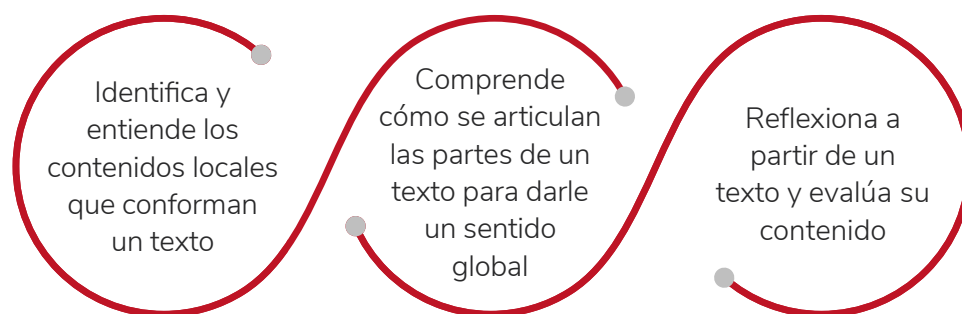 Identifica y
entiende los
contenidos locales
que conforman
un texto
Comprende
cómo se articulan
las partes de un
texto para darle
un sentido
global
Reflexiona a
partir de un
texto y evalúa su
contenido